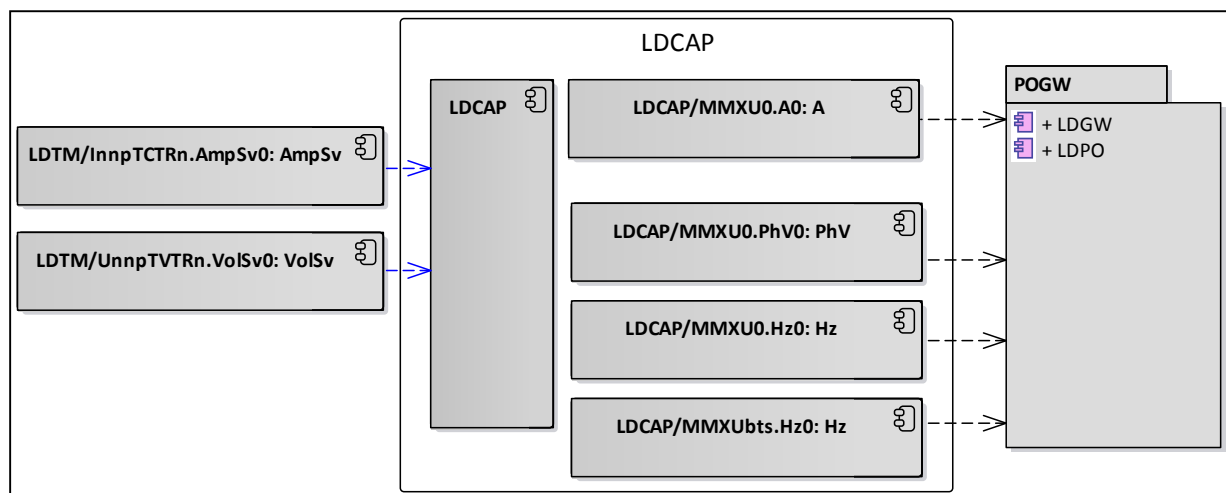 LDCAP
LDTM/InnpTCTRn.AmpSv0: AmpSv
LDTM/UnnpTVTRn.VolSv0: VolSv
LDCAP
LDCAP/MMXU0.A0: A
LDCAP/MMXU0.PhV0: PhV
LDCAP/MMXU0.Hz0: Hz
LDCAP/MMXUbts.Hz0: Hz
POGW
+ LDGW
+ LDPO